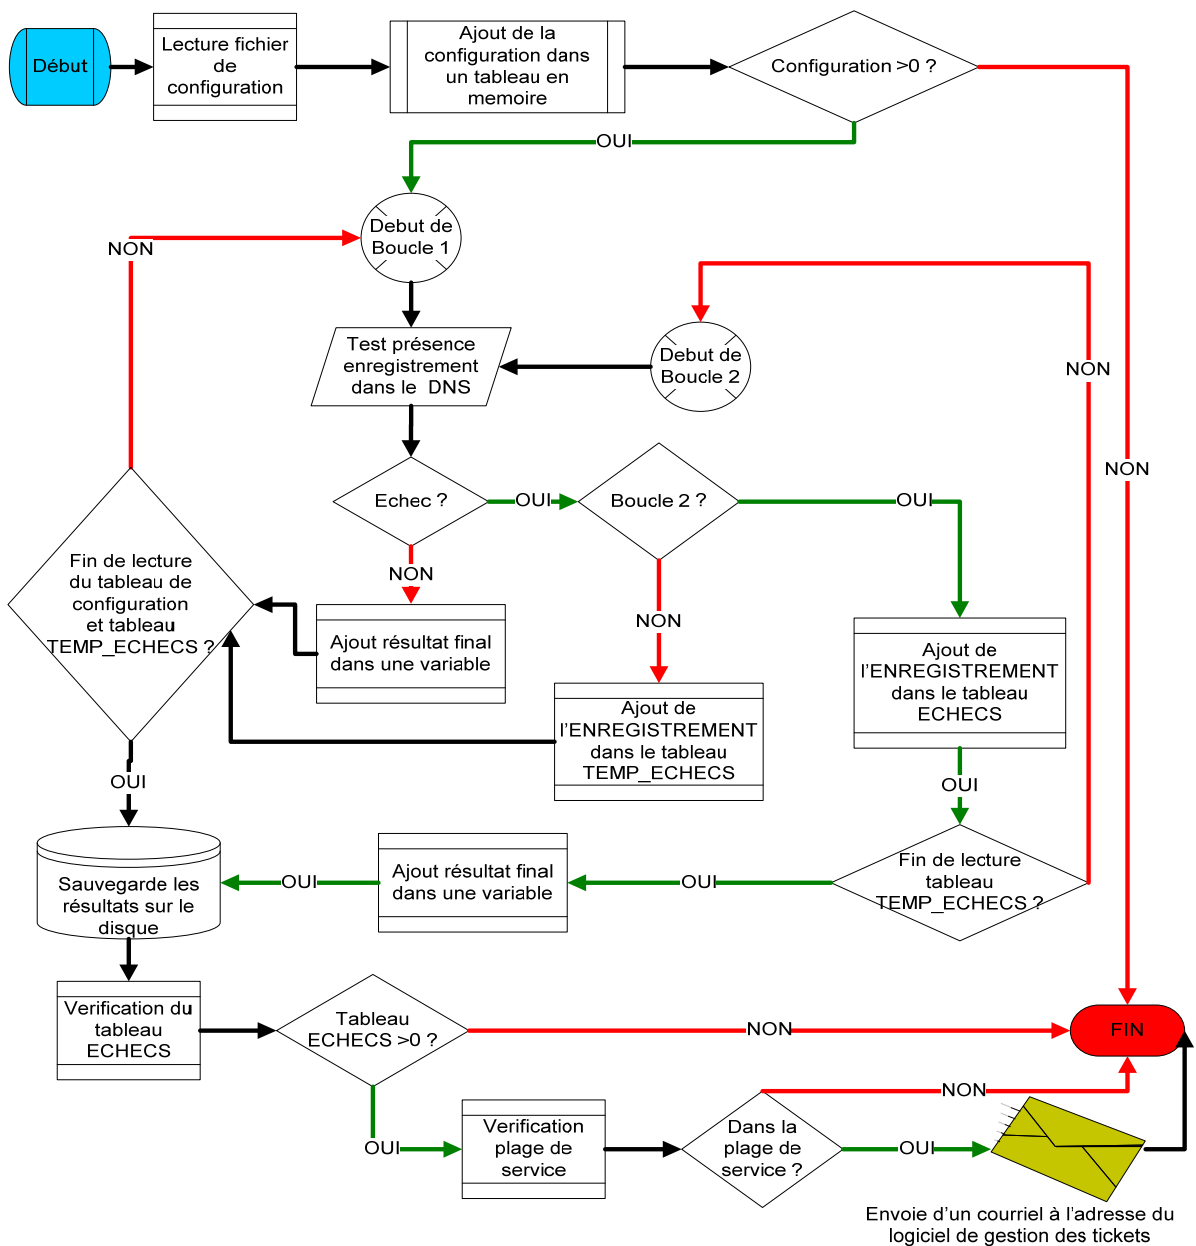 Début
Lecture fichier
de
configuration
Ajout de la
configuration dans
un tableau en
memoire
Configuration >0 ?
OUI
NON
Debut de
Boucle 1
Test présence
enregistrement
dans le DNS
Debut de
Boucle 2
NON
NON
Echec ?
OUI
Boucle 2 ?
OUI
Fin de lecture
du tableau de
configuration
et tableau
TEMP_ECHECS ?
NON
Ajout résultat final
dans une variable
NON
Ajout de
l’ENREGISTREMENT
dans le tableau
TEMP_ECHECS
Ajout de
l’ENREGISTREMENT
dans le tableau
ECHECS
OUI
OUI
Sauvegarde les
résultats sur le
disque
OUI
Ajout résultat final
dans une variable
OUI
Fin de lecture
tableau
TEMP_ECHECS ?
Verification du
tableau
ECHECS
Tableau
ECHECS >0 ?
NON
FIN
OUI
Verification
plage de
service
Dans la
plage de
service ?
NON
OUI
Envoie d’un courriel à l’adresse du
logiciel de gestion des tickets